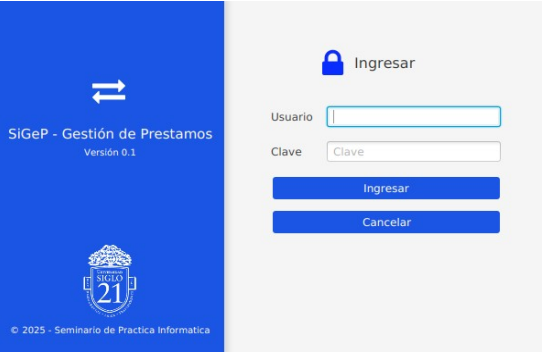 SiGeP - Gestión de Prestamos
Versión 0.1
UNIVERSIDAD
SIGLO
21
© 2025 - Seminario de Practica Informatica
Ingresar
Usuario
Clave
Clave
Ingresar
Cancelar